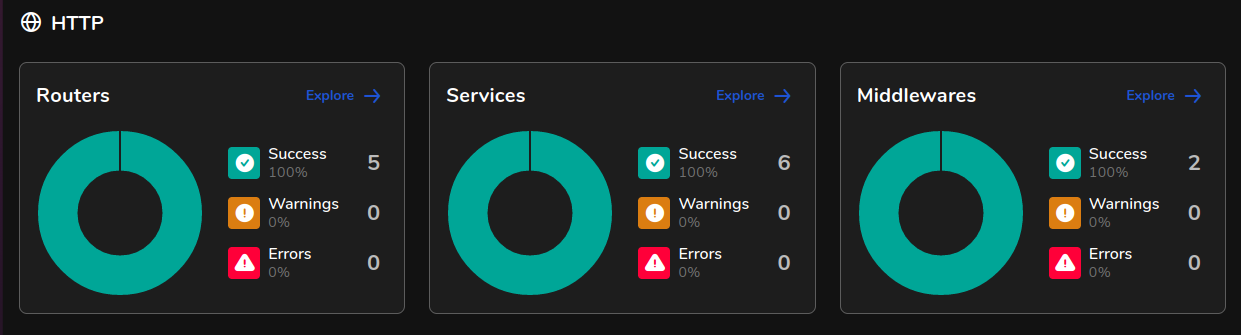 HTTP
Routers
Explore
Success
100%
5
Warnings
0%
0
Errors
0%
0
Services
Explore
Success
100%
6
Warnings
0%
0
Errors
0%
0
Middlewares
Explore
Success
100%
2
Warnings
0%
0
Errors
0%
0